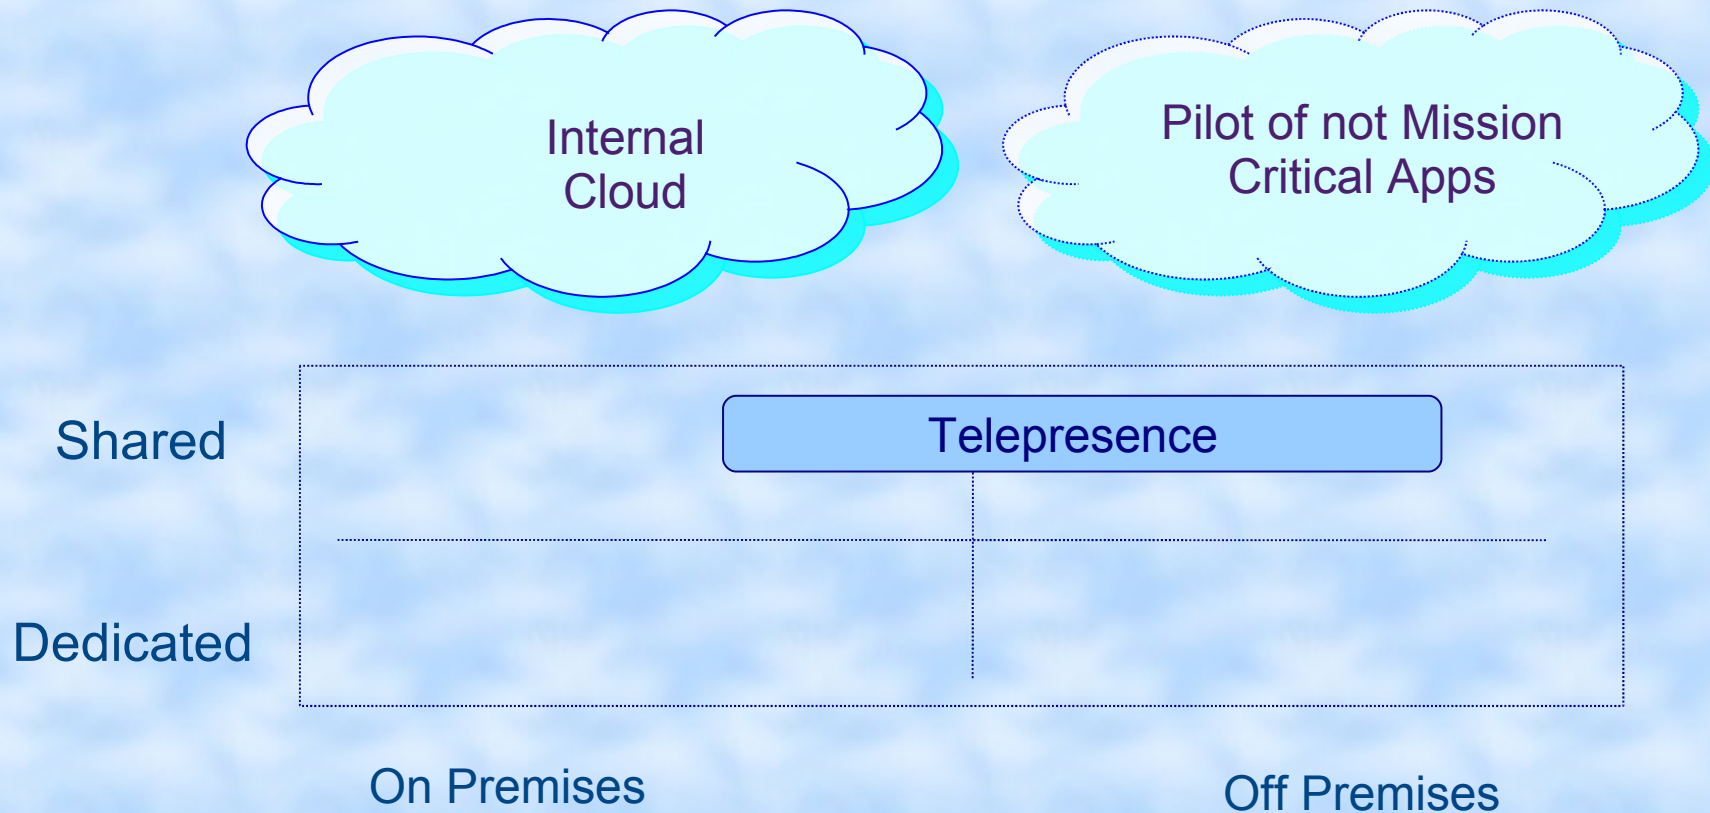 Internal
Cloud
Pilot of not Mission
Critical Apps
Shared
Telepresence
Dedicated
On Premises
Off Premises